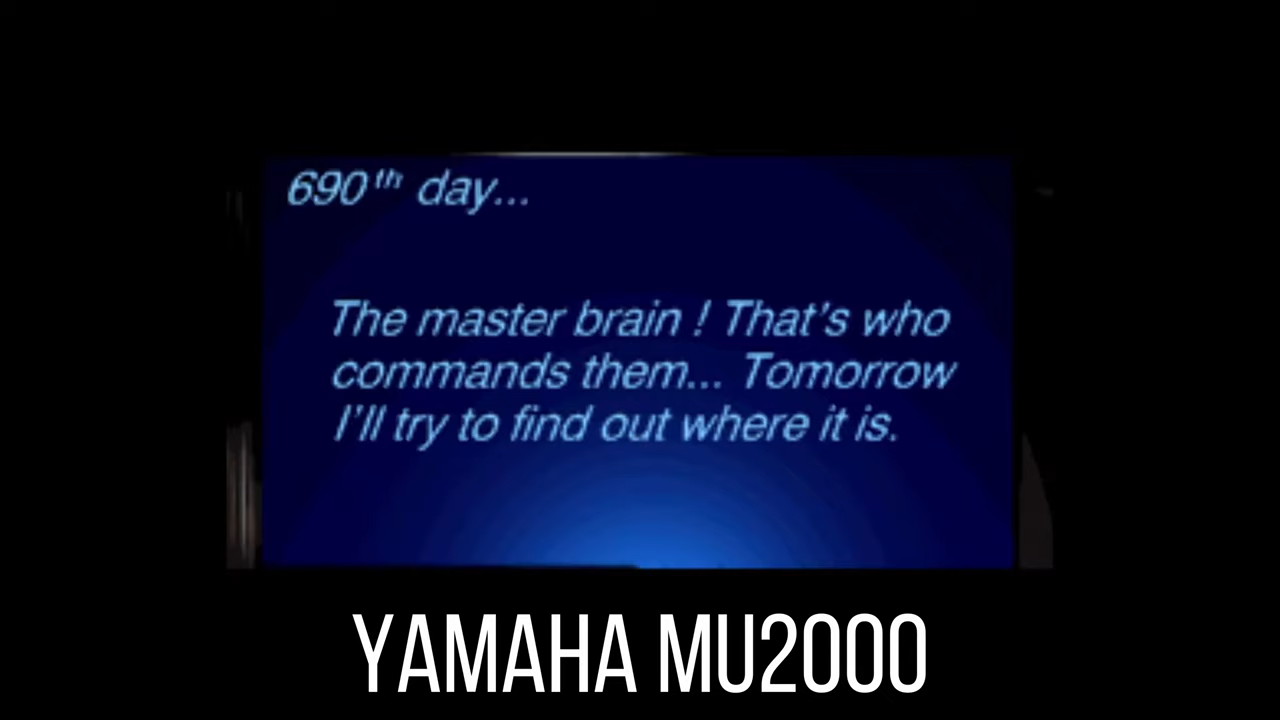 690th day...
The master brain ! That's who
commands them... Tomorrow
I'll try to find out where it is.
YAMAHA MU2000